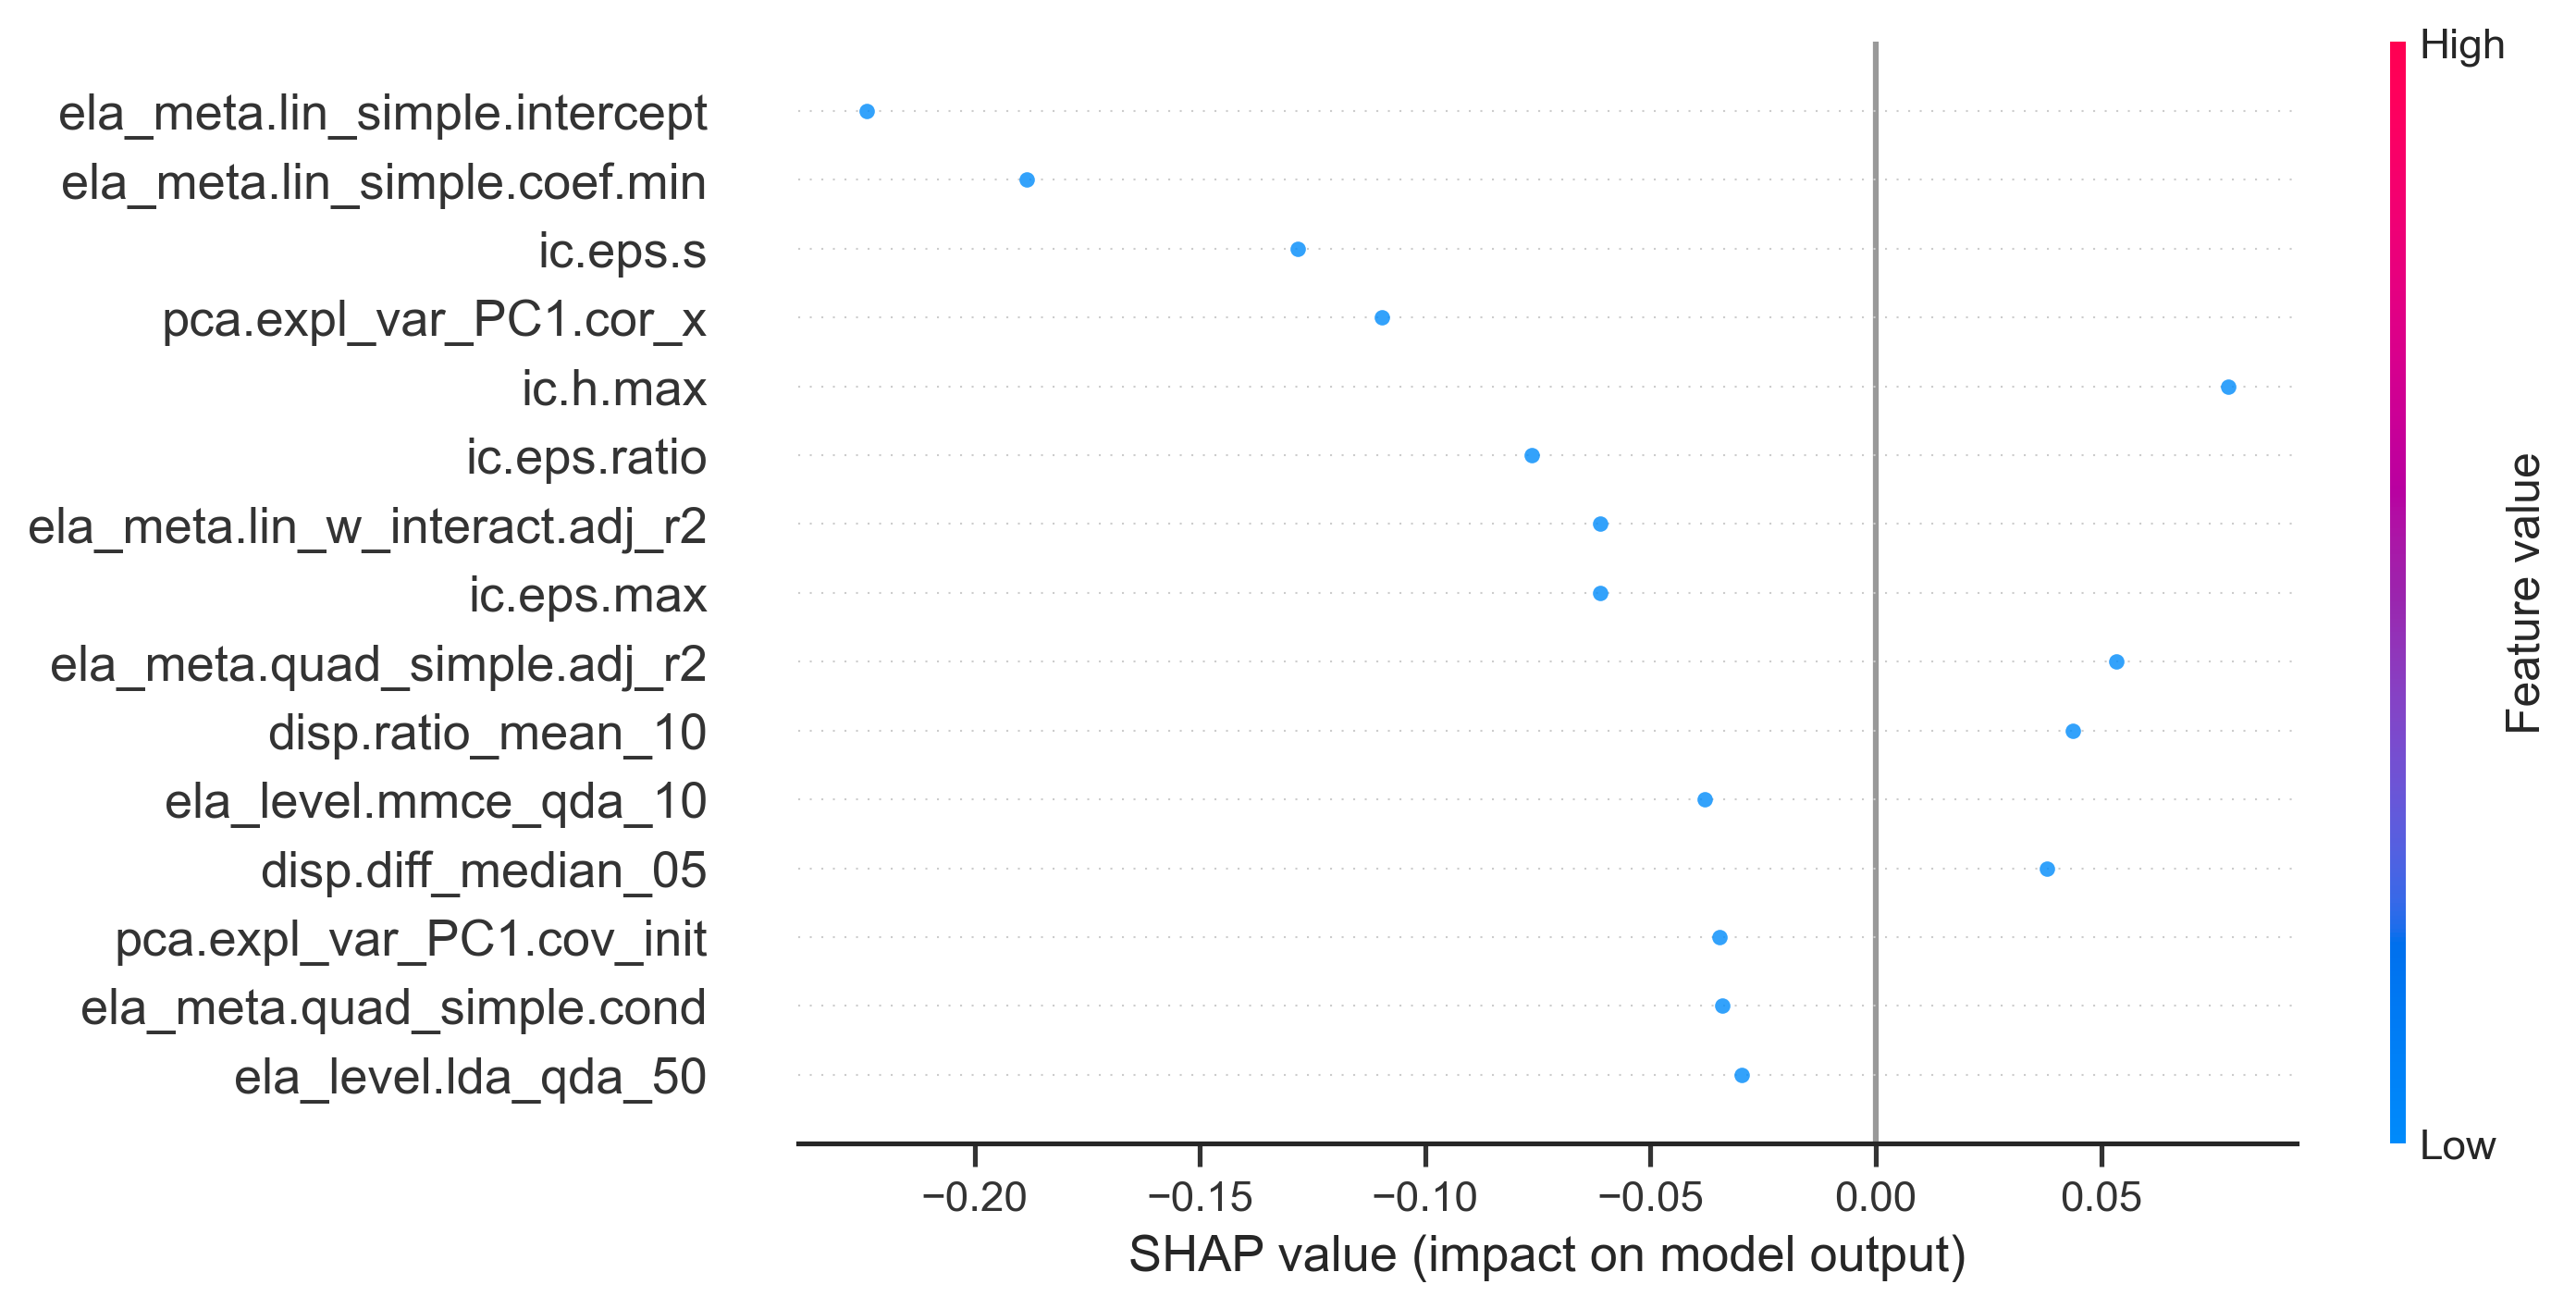 High
ela_meta.lin_simple.intercept
ela_meta.lin_simple.coef.min
ic.eps.s
pca.expl_var_PC1.cor_x
ic.h.max
ic.eps.ratio
ela_meta.lin_w_interact.adj_r2
ic.eps.max
ela_meta.quad_simple.adj_r2
disp.ratio_mean_10
ela_level.mmce_qda_10
disp.diff_median_05
pca.expl_var_PC1.cov_init
ela_meta.quad_simple.cond
ela_level.lda_qda_50
Feature value
Low
−0.20 −0.15 −0.10 −0.05 0.00 0.05
SHAP value (impact on model output)